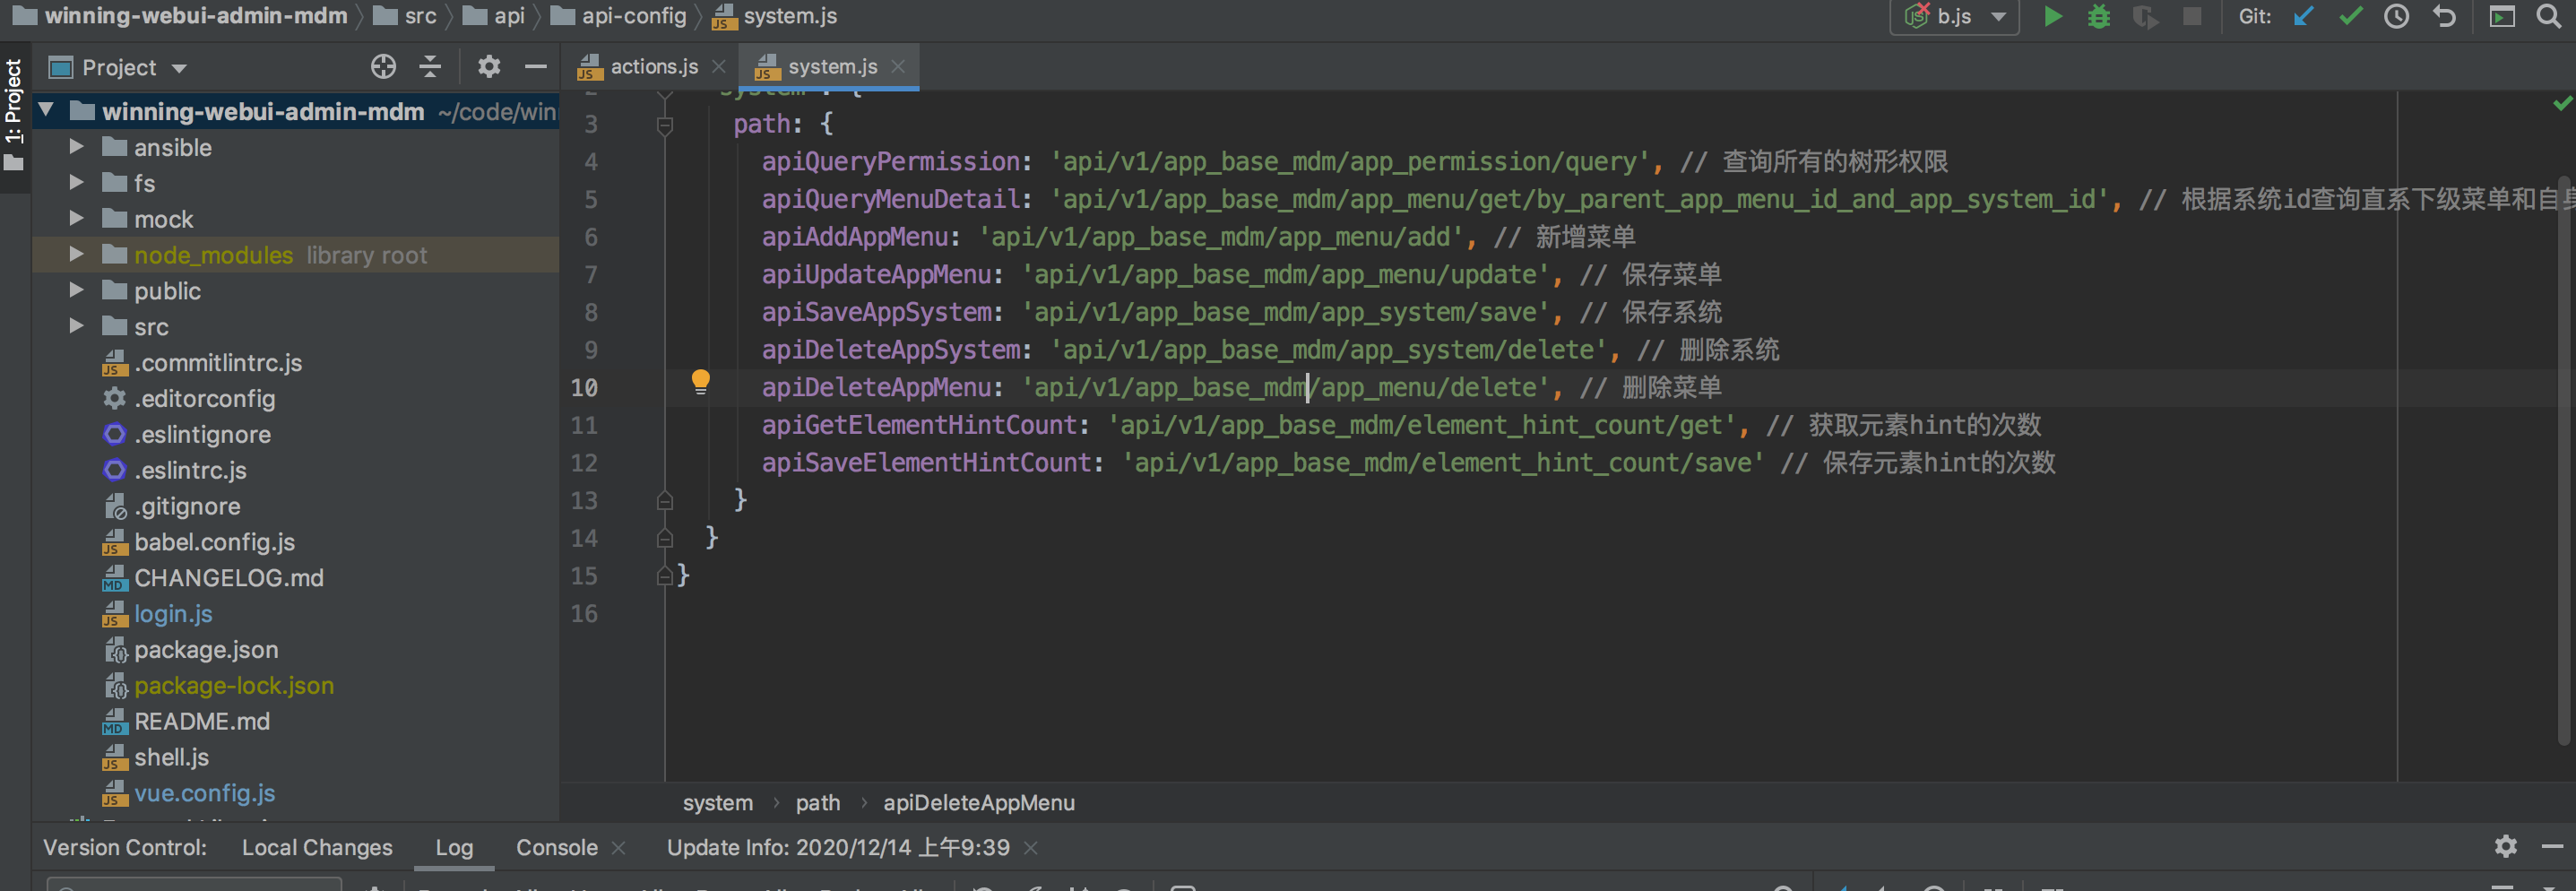 winning-webui-admin-mdm src api api-config system.js
b.js Git:
1: Project
Project
actions.js system.js
winning-webui-admin-mdm ~/code/win
ansible
fs
mock
node_modules library root
public
src
.commitlintrc.js
.editorconfig
.eslintignore
.eslintrc.js
.gitignore
babel.config.js
CHANGELOG.md
login.js
package.json
package-lock.json
README.md
shell.js
vue.config.js
3 path: {
4 apiQueryPermission: 'api/v1/app_base_mdm/app_permission/query', // 查询所有的树形权限
5 apiQueryMenuDetail: 'api/v1/app_base_mdm/app_menu/get/by_parent_app_menu_id_and_app_system_id', // 根据系统id查询直系下级菜单和自身
6 apiAddAppMenu: 'api/v1/app_base_mdm/app_menu/add', // 新增菜单
7 apiUpdateAppMenu: 'api/v1/app_base_mdm/app_menu/update', // 保存菜单
8 apiSaveAppSystem: 'api/v1/app_base_mdm/app_system/save', // 保存系统
9 apiDeleteAppSystem: 'api/v1/app_base_mdm/app_system/delete', // 删除系统
10 apiDeleteAppMenu: 'api/v1/app_base_mdm/app_menu/delete', // 删除菜单
11 apiGetElementHintCount: 'api/v1/app_base_mdm/element_hint_count/get', // 获取元素hint的次数
12 apiSaveElementHintCount: 'api/v1/app_base_mdm/element_hint_count/save' // 保存元素hint的次数
13 }
14 }
15 }
16
system › path › apiDeleteAppMenu
Version Control: Local Changes Log Console Update Info: 2020/12/14 上午9:39